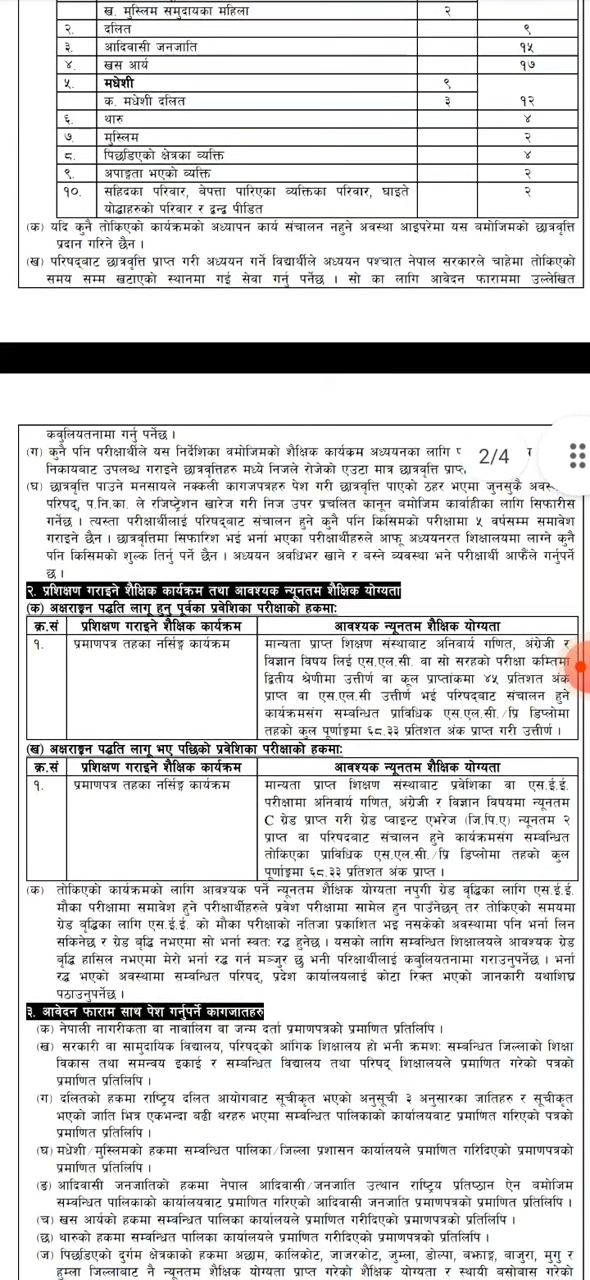 ख. मुस्लिम समुदायका महिला २
२. दलित ९
३. आदिवासी जनजाति १५
४. खस आर्य १७
५. मधेशी ९
क. मधेशी दलित ३ १२
६. थारु ४
७. मुस्लिम २
८. पिछडिएको क्षेत्रका व्यक्ति ४
९. अपाङ्गता भएको व्यक्ति २
१०. सहिदका परिवार, बेपत्ता पारिएका व्यक्तिका परिवार, घाइते २
योद्धाहरुको परिवार र द्वन्द्व पीडित
(क) यदि कुनै तोकिएको कार्यक्रमको अध्यापन कार्य संचालन नहुने अवस्था आइपरेमा यस बमोजिमको छात्रवृत्ति
प्रदान गरिने छैन ।
(ख) परिषद्बाट छात्रवृत्ति प्राप्त गरी अध्ययन गर्ने विद्यार्थीले अध्ययन पश्चात नेपाल सरकारले चाहेमा तोकिएको
समय सम्म खटाएको स्थानमा गई सेवा गर्नु पर्नेछ । सो का लागि आवेदन फाराममा उल्लेखित
कबुलियतनामा गर्नु पर्नेछ ।
(ग) कुनै पनि परीक्षार्थीले यस निर्देशिका बमोजिमको शैक्षिक कार्यक्रम अध्ययनका लागि
निकायबाट उपलब्ध गराइने छात्रवृत्तिहरु मध्ये निजले रोजेको एउटा मात्र छात्रवृत्ति
2/4
(घ) छात्रवृत्ति पाउने मनसायले नक्कली कागजपत्रहरु पेश गरी छात्रवृत्ति पाएको ठहर भएमा जुनसुकै
परिषद्, प.नि.का. ले रजिष्ट्रेशन खारेज गरी निज उपर प्रचलित कानून बमोजिम कार्वाहीका लागि सिफारीस
गर्नेछ । त्यस्ता परीक्षार्थीलाई परिषद्बाट संचालन हुने कुनै पनि किसिमको परीक्षामा ५ वर्षसम्म समावेश
गराइने छैन । छात्रवृत्तिमा सिफारिश भई भर्ना भएका परीक्षार्थीहरुले आफू अध्ययनरत शिक्षालयमा लाग्ने कुनै
पनि किसिमको शुल्क तिर्नु पर्ने छैन । अध्ययन अवधिभर खाने र बस्ने व्यवस्था भने परीक्षार्थी आफैंले गर्नुपर्ने
छ ।
२. प्रशिक्षण गराइने शैक्षिक कार्यक्रम तथा आवश्यक न्यूनतम शैक्षिक योग्यता
(क) अक्षराङ्कन पद्धति लागू हुनु पूर्वका प्रवेशिका परीक्षाको हकमाः
क्र.सं प्रशिक्षण गराइने शैक्षिक कार्यक्रम आवश्यक न्यूनतम शैक्षिक योग्यता
१. प्रमाणपत्र तहका नर्सिङ्ग कार्यक्रम मान्यता प्राप्त शिक्षण संस्थाबाट अनिवार्य गणित, अंग्रेजी र
विज्ञान विषय लिई एस.एल.सी. वा सो सरहको परीक्षा कम्तिमा
द्वितीय श्रेणीमा उत्तीर्ण वा कूल प्राप्तांकमा ४५ प्रतिशत अंक
प्राप्त वा एस.एल.सी उत्तीर्ण भई परिषद्बाट संचालन हुने
कार्यक्रमसंग सम्बन्धित प्राविधिक एस.एल.सी./प्रि डिप्लोमा
तहको कुल पूर्णाङ्कमा ६८.३३ प्रतिशत अंक प्राप्त गरी उत्तीर्ण ।
(ख) अक्षराङ्कन पद्धति लागू भए पछिको प्रवेशिका परीक्षाको हकमाः
क्र.सं प्रशिक्षण गराइने शैक्षिक कार्यक्रम आवश्यक न्यूनतम शैक्षिक योग्यता
१. प्रमाणपत्र तहका नर्सिङ्ग कार्यक्रम मान्यता प्राप्त शिक्षण संस्थाबाट प्रवेशिका वा एस.ई.ई.
परीक्षामा अनिवार्य गणित, अंग्रेजी र विज्ञान विषयमा न्यूनतम
C ग्रेड प्राप्त गरी ग्रेड प्वाइन्ट एभरेज (जि.पि.ए) न्यूनतम २
प्राप्त वा परिषदबाट संचालन हुने कार्यक्रमसंग सम्बन्धित
तोकिएका प्राविधिक एस.एल.सी./प्रि डिप्लोमा तहको कुल
पूर्णाङ्कमा ६८.३३ प्रतिशत अंक प्राप्त ।
(क) तोकिएको कार्यक्रमको लागि आवश्यक पर्ने न्यूनतम शैक्षिक योग्यता नपुगी ग्रेड वृद्धिका लागि एस.ई.ई.
मौका परीक्षामा समावेश हुने परीक्षार्थीहरुले प्रवेश परीक्षामा सामेल हुन पाउँनेछन् तर तोकिएको समयमा
ग्रेड बृद्धिका लागि एस.ई.ई. को मौका परीक्षाको नतिजा प्रकाशित भइ नसकेको अवस्थामा पनि भर्ना लिन
सकिनेछ र ग्रेड बृद्धि नभएमा सो भर्ना स्वतः रद्ध हुनेछ । यसको लागि सम्वन्धित शिक्षालयले आवश्यक ग्रेड
बृद्धि हासिल नभएमा मेरो भर्ना रद्ध गर्न मञ्जुर छु भनी परिक्षार्थीलाई कबुलियतनामा गराउनुपर्नेछ । भर्ना
रद्ध भएको अवस्थामा सम्वन्धित परिषद्, प्रदेश कार्यालयलाई कोटा रिक्त भएको जानकारी यथाशिघ्र
पठाउनुपर्नेछ ।
३. आवेदन फाराम साथ पेश गर्नुपर्ने कागजातहरु
(क) नेपाली नागरीकता वा नाबालिग वा जन्म दर्ता प्रमाणपत्रको प्रमाणित प्रतिलिपि ।
(ख) सरकारी वा सामुदायिक विद्यालय, परिषद्को आंगिक शिक्षालय हो भनी क्रमशः सम्बन्धित जिल्लाको शिक्षा
विकास तथा समन्वय इकाई र सम्बन्धित विद्यालय तथा परिषद् शिक्षालयले प्रमाणित गरेको पत्रको
प्रमाणित प्रतिलिपि ।
(ग) दलितको हकमा राष्ट्रिय दलित आयोगबाट सूचीकृत भएको अनुसूची ३ अनुसारका जातिहरु र सूचीकृत
भएको जाति भित्र एकभन्दा बढी थरहरु भएमा सम्वन्धित पालिकाको कार्यालयवाट प्रमाणित गरिएको पत्रको
प्रमाणित प्रतिलिपि ।
(घ) मधेशी/मुस्लिमको हकमा सम्वन्धित पालिका/जिल्ला प्रशासन कार्यालयले प्रमाणित गरिदिएको प्रमाणपत्रको
प्रमाणित प्रतिलिपि ।
(ङ) आदिवासी जनजातिको हकमा नेपाल आदिवासी/जनजाति उत्थान राष्ट्रिय प्रतिष्ठान ऐन बमोजिम
सम्वन्धित पालिकाको कार्यालयवाट प्रमाणित गरिएको आदिवासी जनजाति प्रमाणपत्रको प्रमाणित प्रतिलिपि ।
(च) खस आर्यको हकमा सम्वन्धित पालिका कार्यालयले प्रमाणित गरीदिएको प्रमाणपत्रको प्रतिलिपि ।
(छ) थारुको हकमा सम्वन्धित पालिका कार्यालयले प्रमाणित गरीदिएको प्रमाणपत्रको प्रतिलिपि ।
(ज) पिछडिएको दुर्गम क्षेत्रकाको हकमा अछाम, कालिकोट, जाजरकोट, जुम्ला, डोल्पा, बझाङ्ग, बाजुरा, मुगु र
हुम्ला जिल्लाबाट नै न्यूनतम शैक्षिक योग्यता प्राप्त गरेको शैक्षिक योग्यता र स्थायी बसोबास गरेको